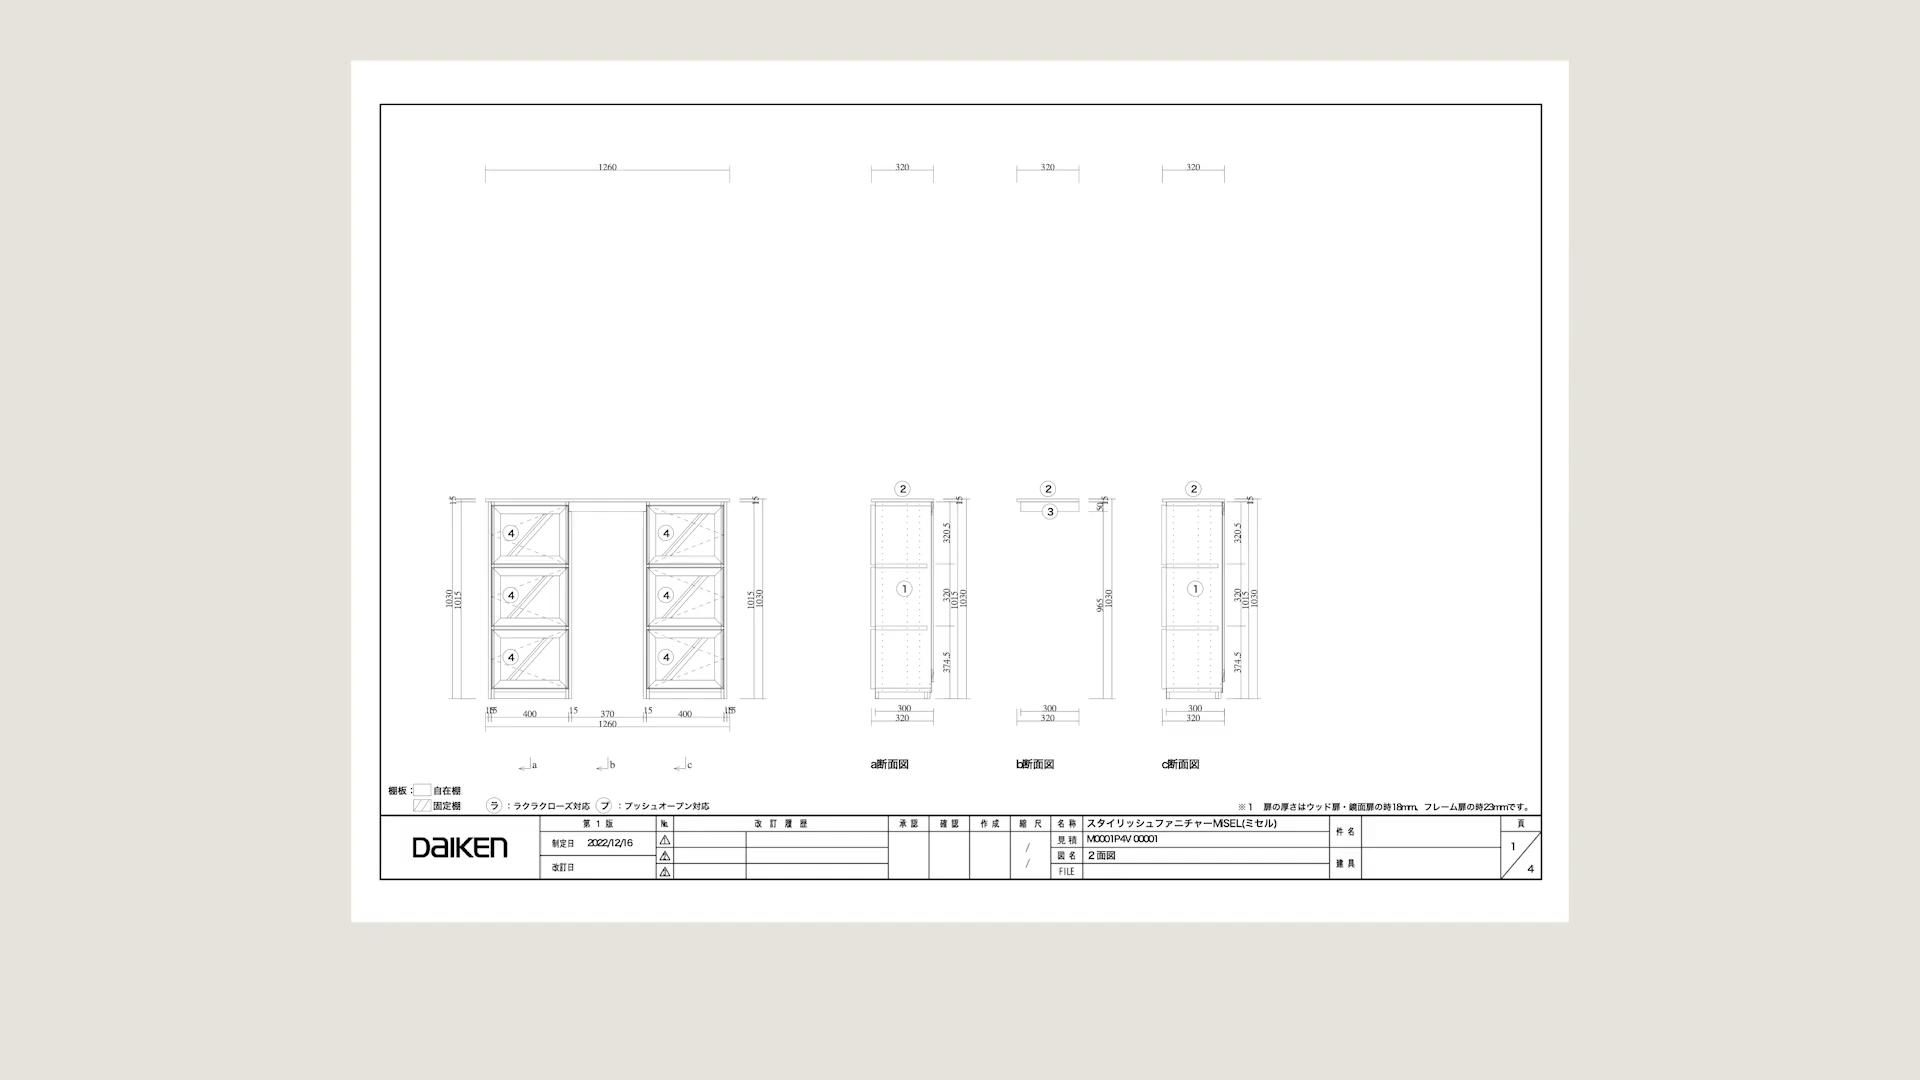 1260
320
320
320
2
2
2
15
15
15
15
50
15
3
4
4
320.5
320.5
4
4
1
1
1030
1015
1015
1030
320
1015
1030
965
1030
320
1015
1030
4
4
374.5
374.5
15
400
15
370
15
400
1260
300
320
300
320
300
320
a
b
c
a断面図
b断面図
c断面図
棚板：
自在棚
固定棚
ラ：ラクラクローズ対応
プ：プッシュオープン対応
※1 扉の厚さはウッド扉・鏡面扉の時18mm、フレーム扉の時23mmです。
DAIKEN
第 1 版
制定日 2022/12/16
改訂日
No.
改 訂 履 歴
承 認
確 認
作 成
縮 尺
/
/
名 称 スタイリッシュファニチャーMiSEL(ミセル)
見 積 M0001P4V 00001
図 名 2面図
FILE
件 名
建 具
頁
1
4